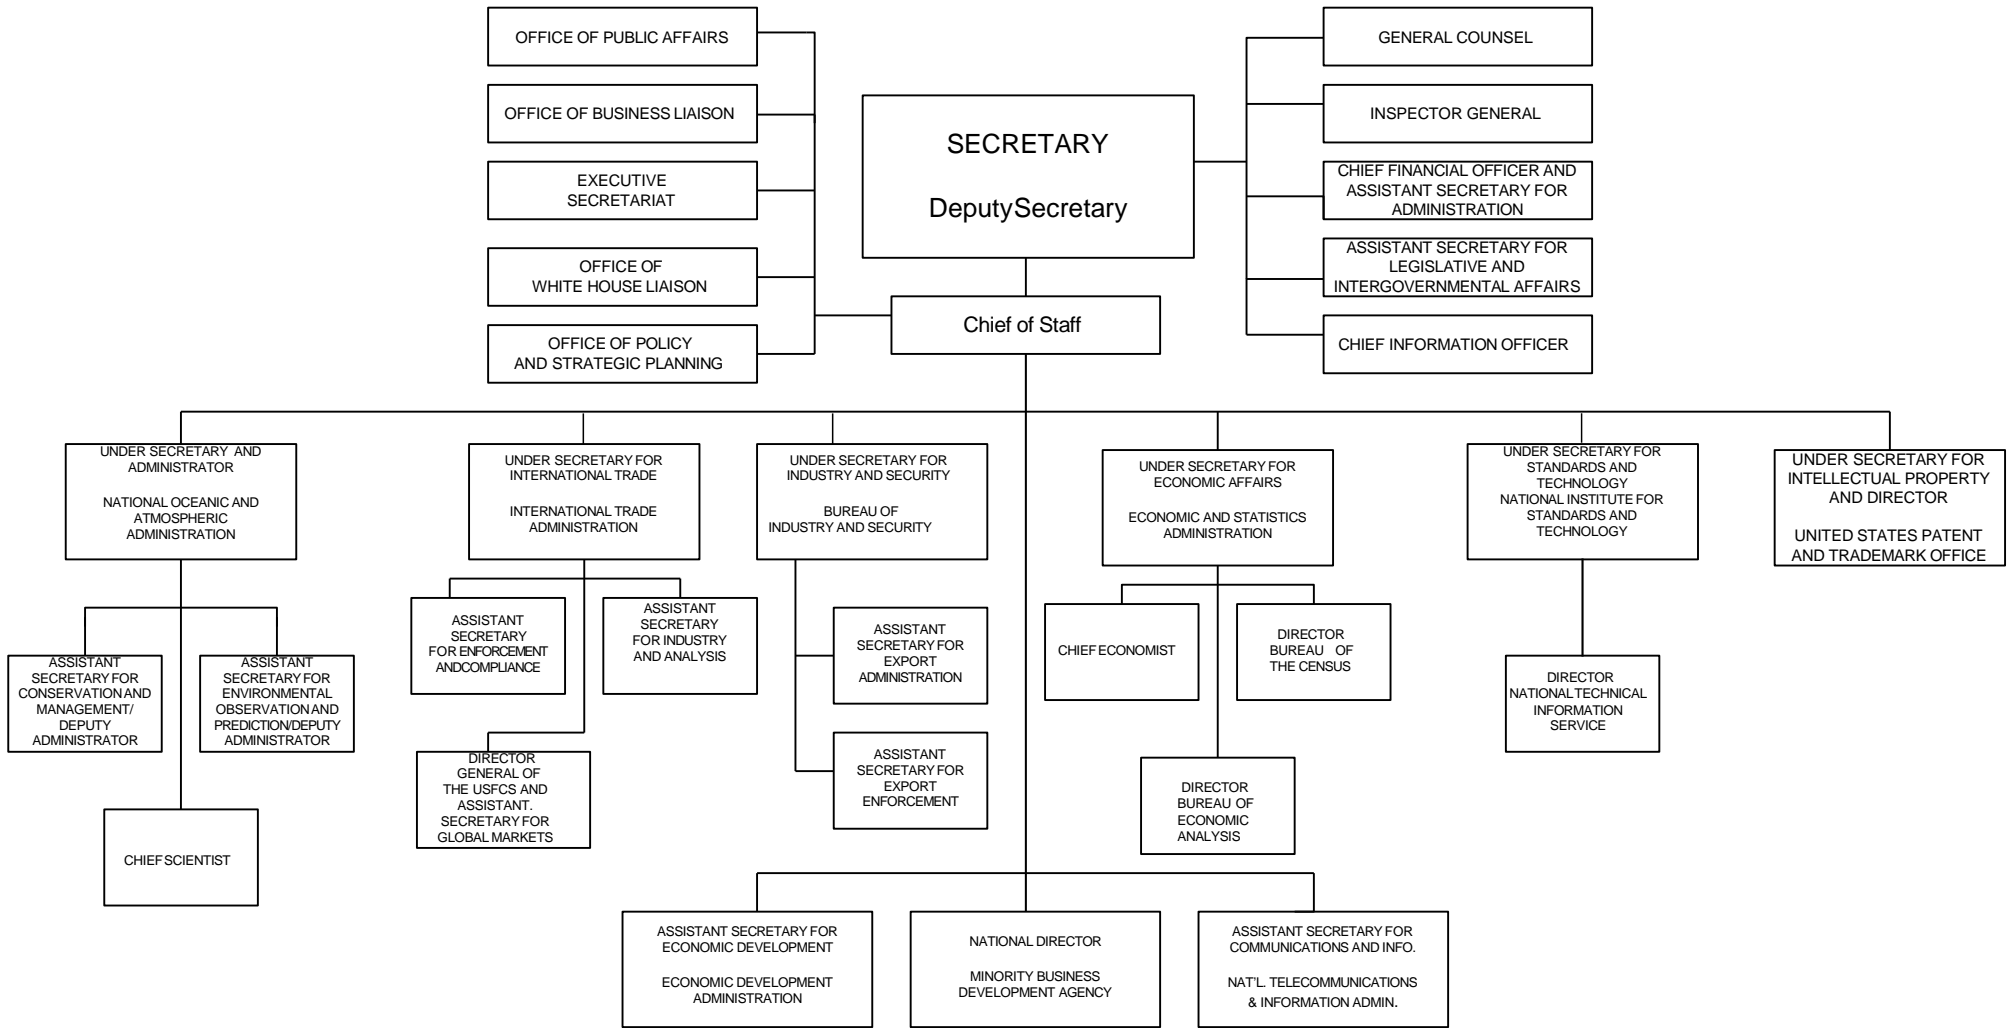 OFFICE OF PUBLIC AFFAIRS
OFFICE OF BUSINESS LIAISON
EXECUTIVE
SECRETARIAT
OFFICE OF
WHITE HOUSE LIAISON
OFFICE OF POLICY
AND STRATEGIC PLANNING
SECRETARY
DeputySecretary
Chief of Staff
GENERAL COUNSEL
INSPECTOR GENERAL
CHIEF FINANCIAL OFFICER AND
ASSISTANT SECRETARY FOR
ADMINISTRATION
ASSISTANT SECRETARY FOR
LEGISLATIVE AND
INTERGOVERNMENTAL AFFAIRS
CHIEF INFORMATION OFFICER
UNDER SECRETARY AND
ADMINISTRATOR
NATIONAL OCEANIC AND
ATMOSPHERIC
ADMINISTRATION
UNDER SECRETARY FOR
INTERNATIONAL TRADE
INTERNATIONAL TRADE
ADMINISTRATION
UNDER SECRETARY FOR
INDUSTRY AND SECURITY
BUREAU OF
INDUSTRY AND SECURITY
UNDER SECRETARY FOR
ECONOMIC AFFAIRS
ECONOMIC AND STATISTICS
ADMINISTRATION
UNDER SECRETARY FOR
STANDARDS AND
TECHNOLOGY
NATIONAL INSTITUTE FOR
STANDARDS AND
TECHNOLOGY
UNDER SECRETARY FOR
INTELLECTUAL PROPERTY
AND DIRECTOR
UNITED STATES PATENT
AND TRADEMARK OFFICE
ASSISTANT
SECRETARY FOR
CONSERVATION AND
MANAGEMENT/
DEPUTY
ADMINISTRATOR
ASSISTANT
SECRETARY FOR
ENVIRONMENTAL
OBSERVATION AND
PREDICTION/DEPUTY
ADMINISTRATOR
CHIEF SCIENTIST
ASSISTANT
SECRETARY
FOR ENFORCEMENT
ANDCOMPLIANCE
ASSISTANT
SECRETARY
FOR INDUSTRY
AND ANALYSIS
DIRECTOR
GENERAL OF
THE USFCS AND
ASSISTANT.
SECRETARY FOR
GLOBAL MARKETS
ASSISTANT
SECRETARY FOR
EXPORT
ADMINISTRATION
ASSISTANT
SECRETARY FOR
EXPORT
ENFORCEMENT
CHIEF ECONOMIST
DIRECTOR
BUREAU OF
THE CENSUS
DIRECTOR
BUREAU OF
ECONOMIC
ANALYSIS
DIRECTOR
NATIONAL TECHNICAL
INFORMATION
SERVICE
ASSISTANT SECRETARY FOR
ECONOMIC DEVELOPMENT
ECONOMIC DEVELOPMENT
ADMINISTRATION
NATIONAL DIRECTOR
MINORITY BUSINESS
DEVELOPMENT AGENCY
ASSISTANT SECRETARY FOR
COMMUNICATIONS AND INFO.
NAT'L. TELECOMMUNICATIONS
& INFORMATION ADMIN.